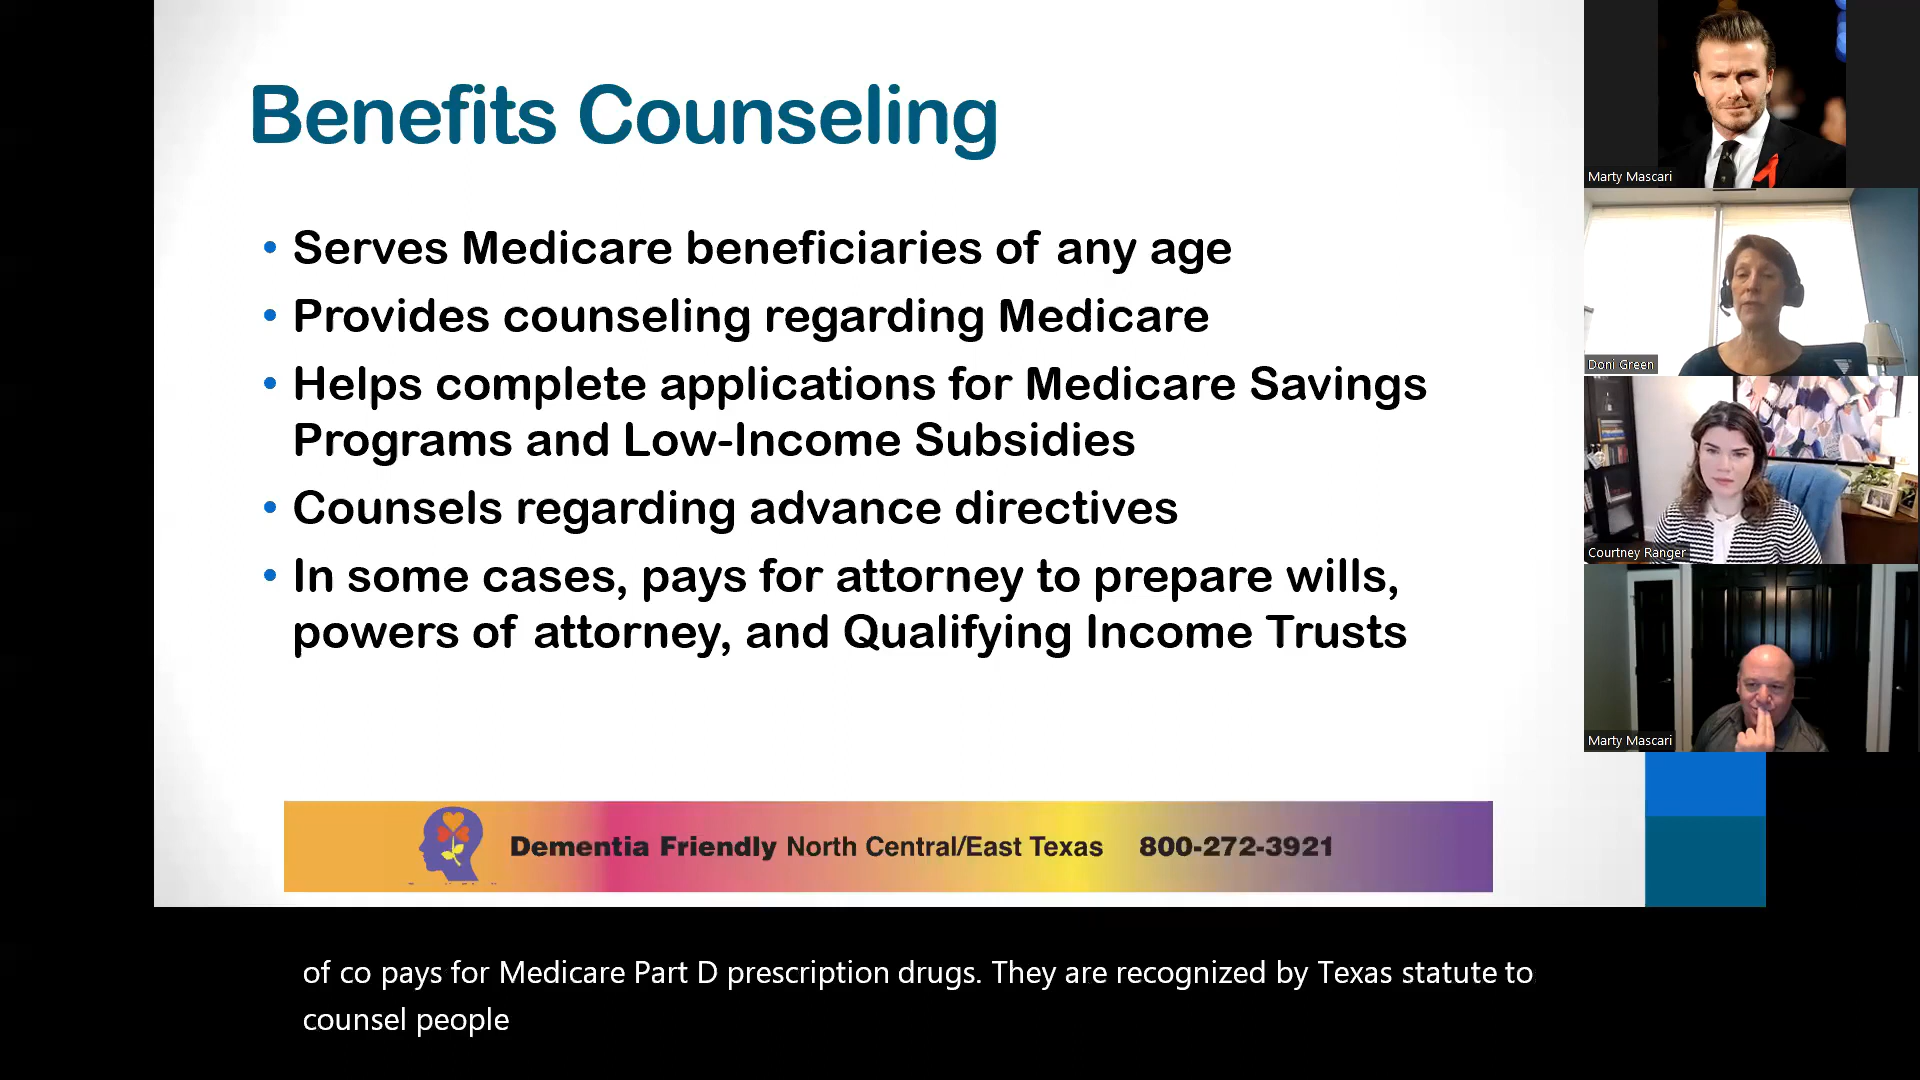 Benefits Counseling
• Serves Medicare beneficiaries of any age
• Provides counseling regarding Medicare
• Helps complete applications for Medicare Savings
Programs and Low-Income Subsidies
• Counsels regarding advance directives
• In some cases, pays for attorney to prepare wills,
powers of attorney, and Qualifying Income Trusts
Dementia Friendly North Central/East Texas 800-272-3921
of co pays for Medicare Part D prescription drugs. They are recognized by Texas statute to
counsel people
Marty Mascari
Doni Green
Courtney Ranger
Marty Mascari